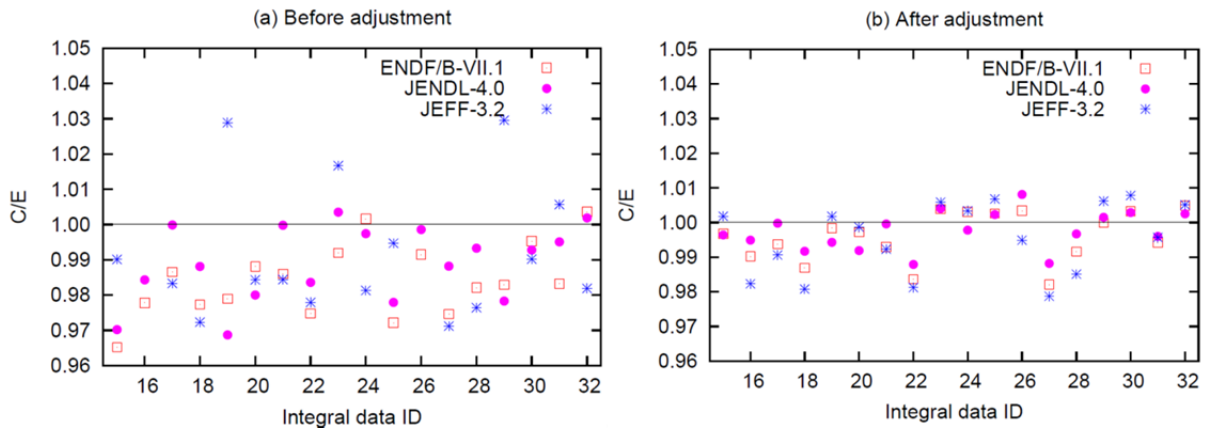 (a) Before adjustment
1.05
1.04
1.03
1.02
1.01
1.00
0.99
0.98
0.97
0.96
C/E
ENDF/B-VII.1
JENDL-4.0
JEFF-3.2
16 18 20 22 24 26 28 30 32
Integral data ID
(b) After adjustment
1.05
1.04
1.03
1.02
1.01
1.00
0.99
0.98
0.97
0.96
C/E
ENDF/B-VII.1
JENDL-4.0
JEFF-3.2
16 18 20 22 24 26 28 30 32
Integral data ID